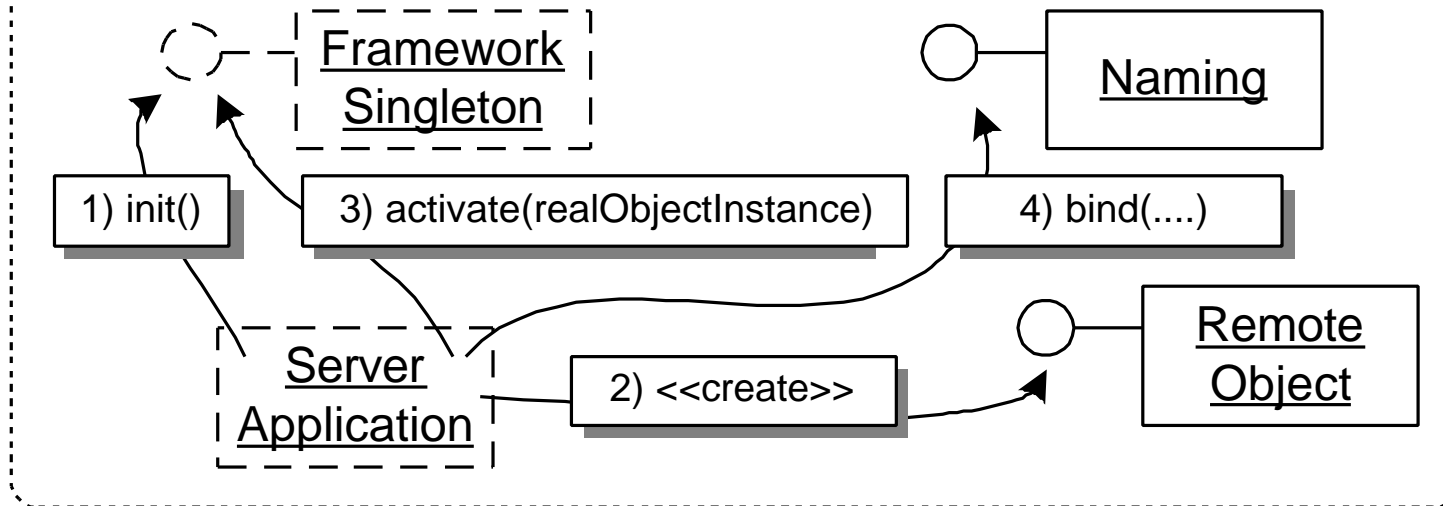 Framework
Singleton
Naming
1) init()
3) activate(realObjectInstance)
4) bind(....)
Server
Application
2) <<create>>
Remote
Object